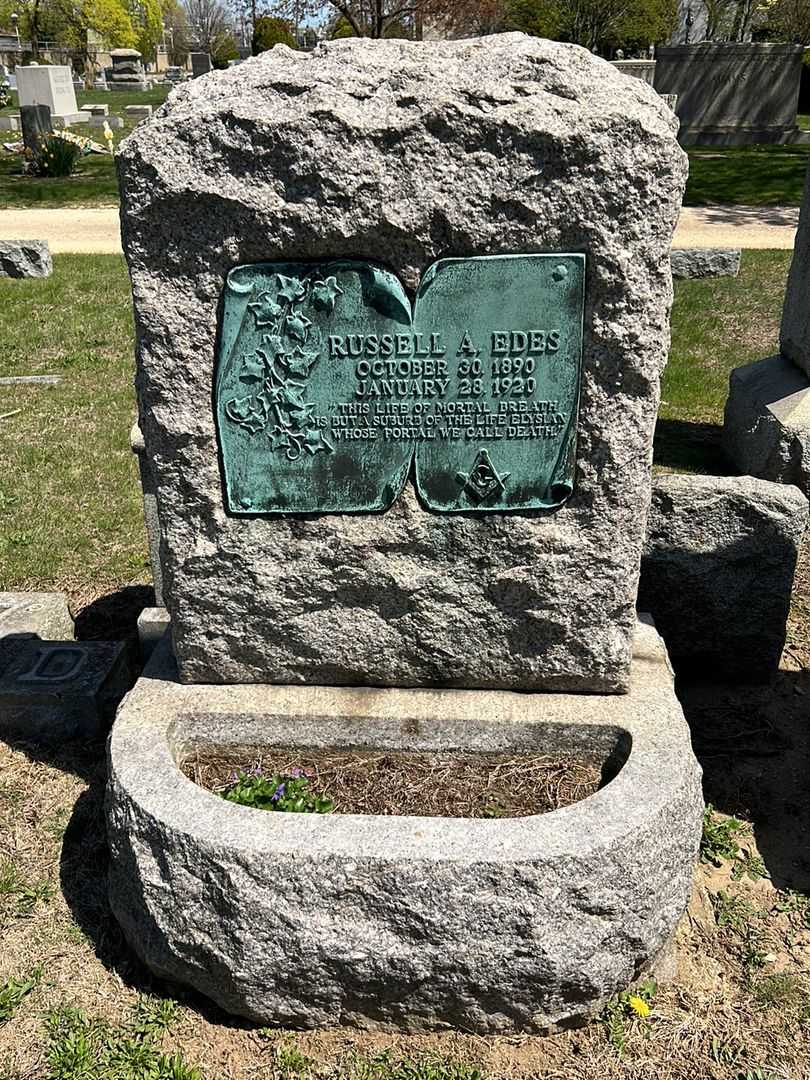 RUSSELL A. EDES
OCTOBER 30, 1890
JANUARY 28, 1920
"THIS LIFE OF MORTAL BREATH
IS BUT A SUBURB OF THE LIFE ELYSIAN
WHOSE PORTAL WE CALL DEATH."
G
D